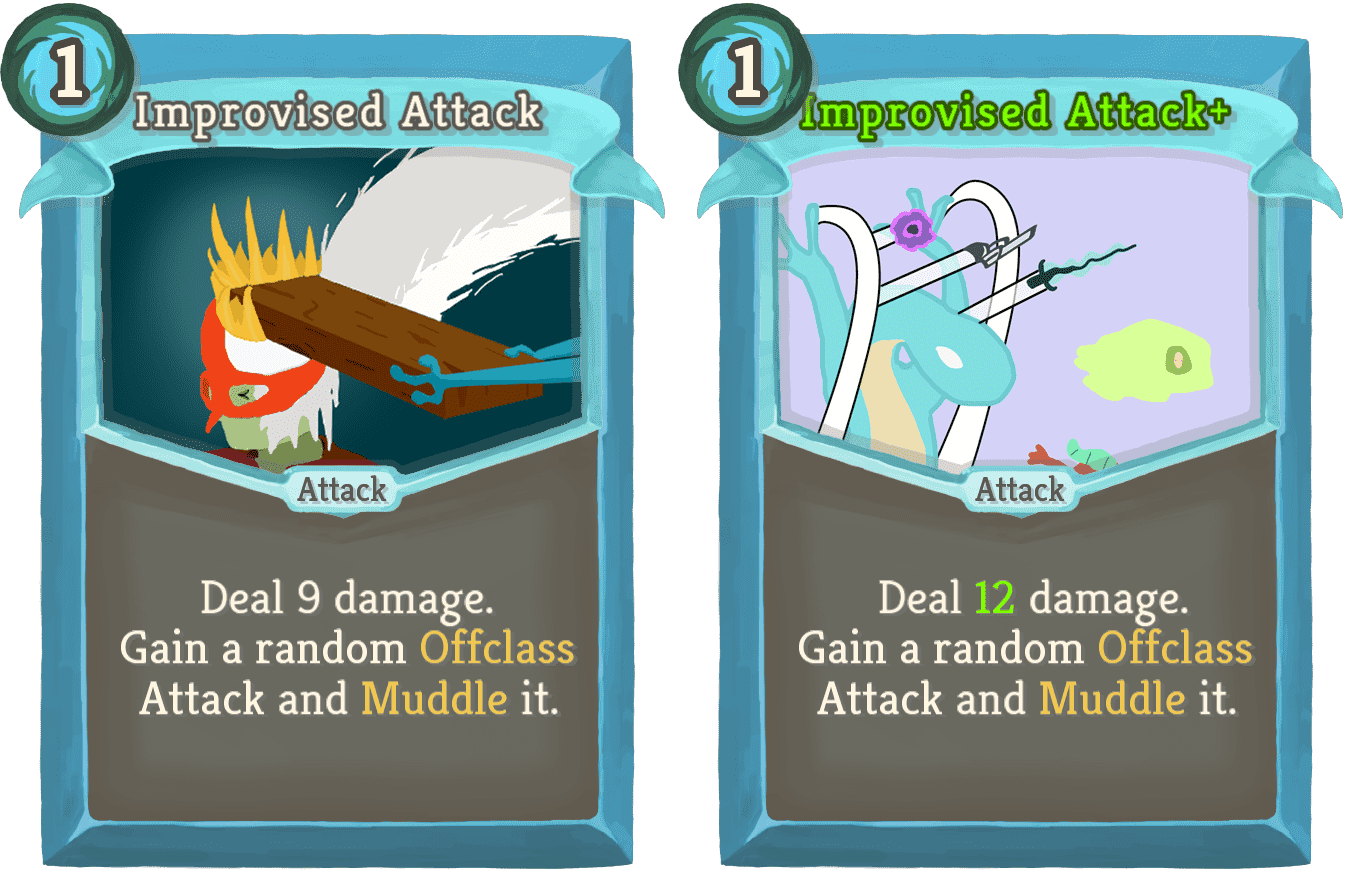 1
Improvised Attack
Attack
Deal 9 damage.
Gain a random Offclass
Attack and Muddle it.
1
Improvised Attack+
Attack
Deal 12 damage.
Gain a random Offclass
Attack and Muddle it.